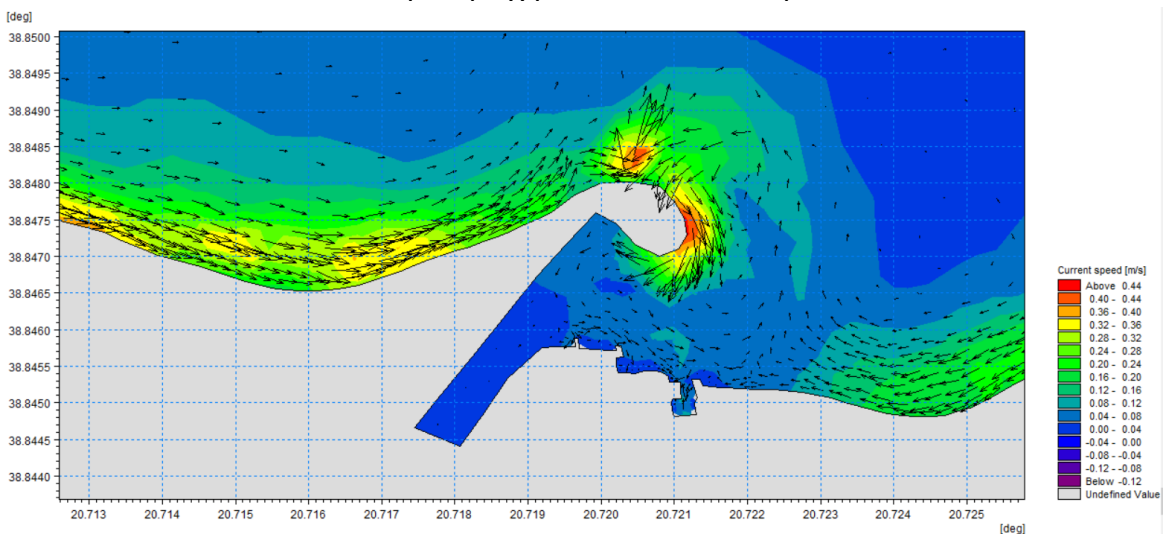 [deg]
38.8500
38.8495
38.8490
38.8485
38.8480
38.8475
38.8470
38.8465
38.8460
38.8455
38.8450
38.8445
38.8440
20.713 20.714 20.715 20.716 20.717 20.718 20.719 20.720 20.721 20.722 20.723 20.724 20.725
[deg]
Current speed [m/s]
Above 0.44
0.40 - 0.44
0.36 - 0.40
0.32 - 0.36
0.28 - 0.32
0.24 - 0.28
0.20 - 0.24
0.16 - 0.20
0.12 - 0.16
0.08 - 0.12
0.04 - 0.08
0.00 - 0.04
-0.04 - 0.00
-0.08 - -0.04
-0.12 - -0.08
Below -0.12
Undefined Value